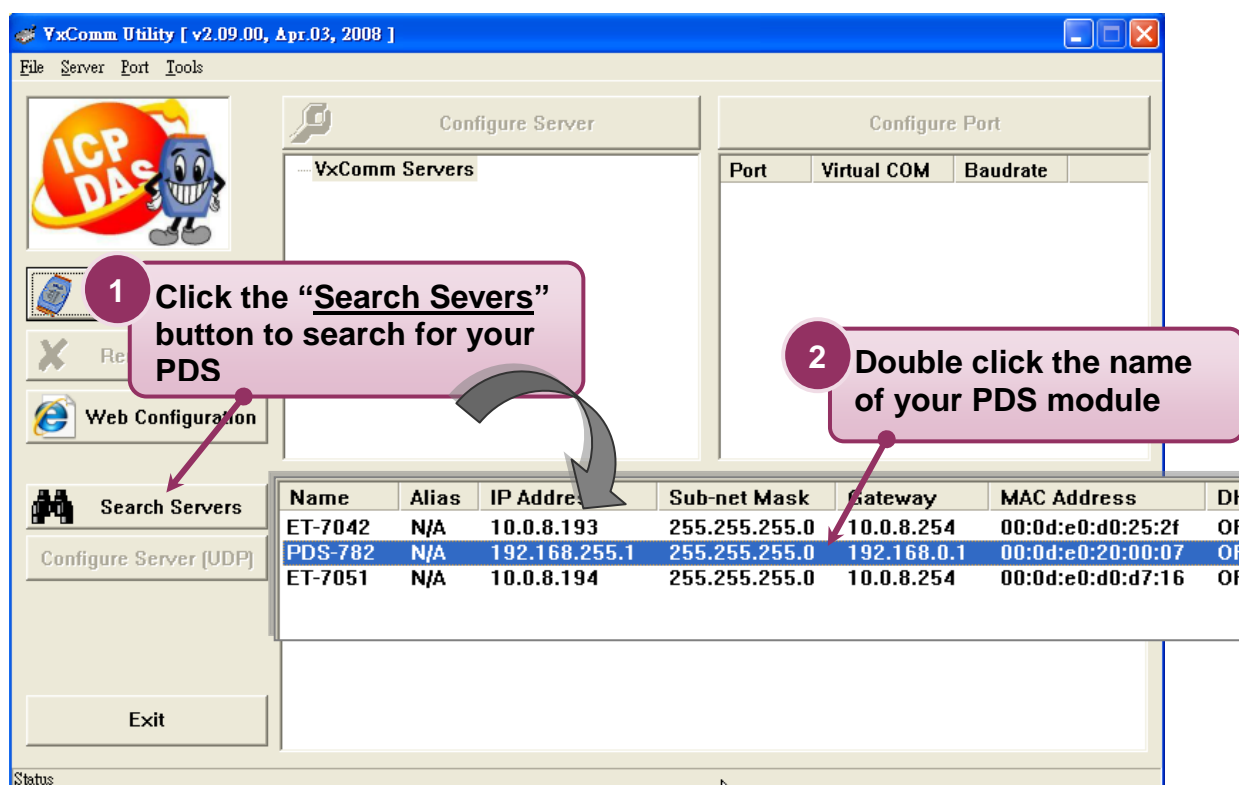 VxComm Utility [ v2.09.00, Apr.03, 2008 ]
File Server Port Tools
ICP DAS
Configure Server
Configure Port
VxComm Servers
Port Virtual COM Baudrate
1
Click the “Search Severs”
button to search for your
PDS
2
Double click the name
of your PDS module
Web Configuration
Search Servers
Configure Server (UDP)
Exit
Name Alias IP Address Sub-net Mask Gateway MAC Address
ET-7042 N/A 10.0.8.193 255.255.255.0 10.0.8.254 00:0d:e0:d0:25:2f
PDS-782 N/A 192.168.255.1 255.255.255.0 192.168.0.1 00:0d:e0:20:00:07
ET-7051 N/A 10.0.8.194 255.255.255.0 10.0.8.254 00:0d:e0:d0:d7:16
Status